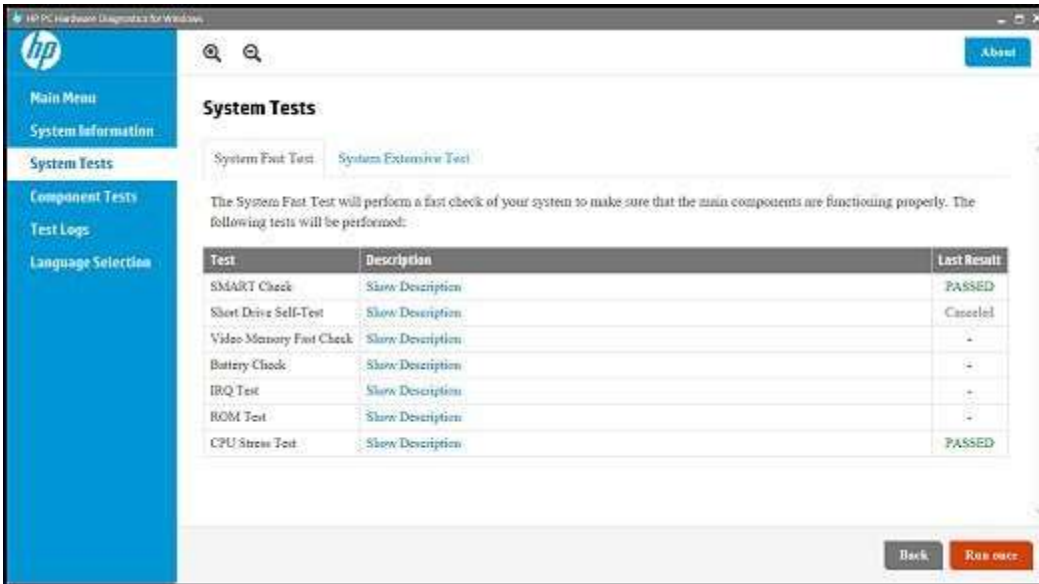 HP PC Hardware Diagnostics for Windows
hp
About
Main Menu
System Information
System Tests
Component Tests
Test Logs
Language Selection
System Tests
System Fast Test System Extensive Test
The System Fast Test will perform a fast check of your system to make sure that the main components are functioning properly. The
following tests will be performed:
Test Description Last Result
SMART Check Show Description PASSED
Short Drive Self-Test Show Description Canceled
Video Memory Fast Check Show Description -
Battery Check Show Description -
IRQ Test Show Description -
ROM Test Show Description -
CPU Stress Test Show Description PASSED
Back Run once